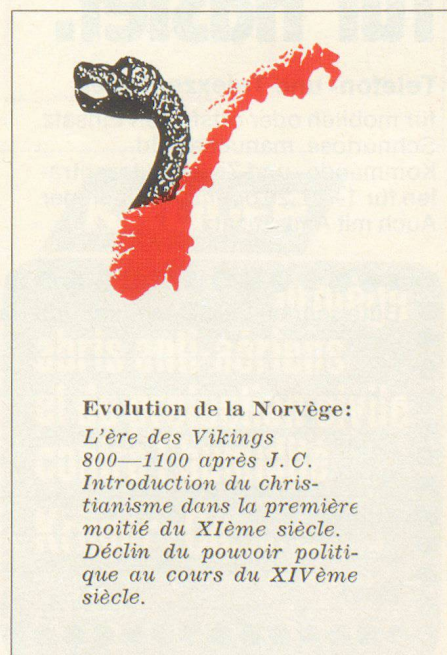 Evolution de la Norvège:
L'ère des Vikings
800—1100 après J. C.
Introduction du chris-
tianisme dans la première
moitié du XIème siècle.
Déclin du pouvoir politi-
que au cours du XIVème
siècle.